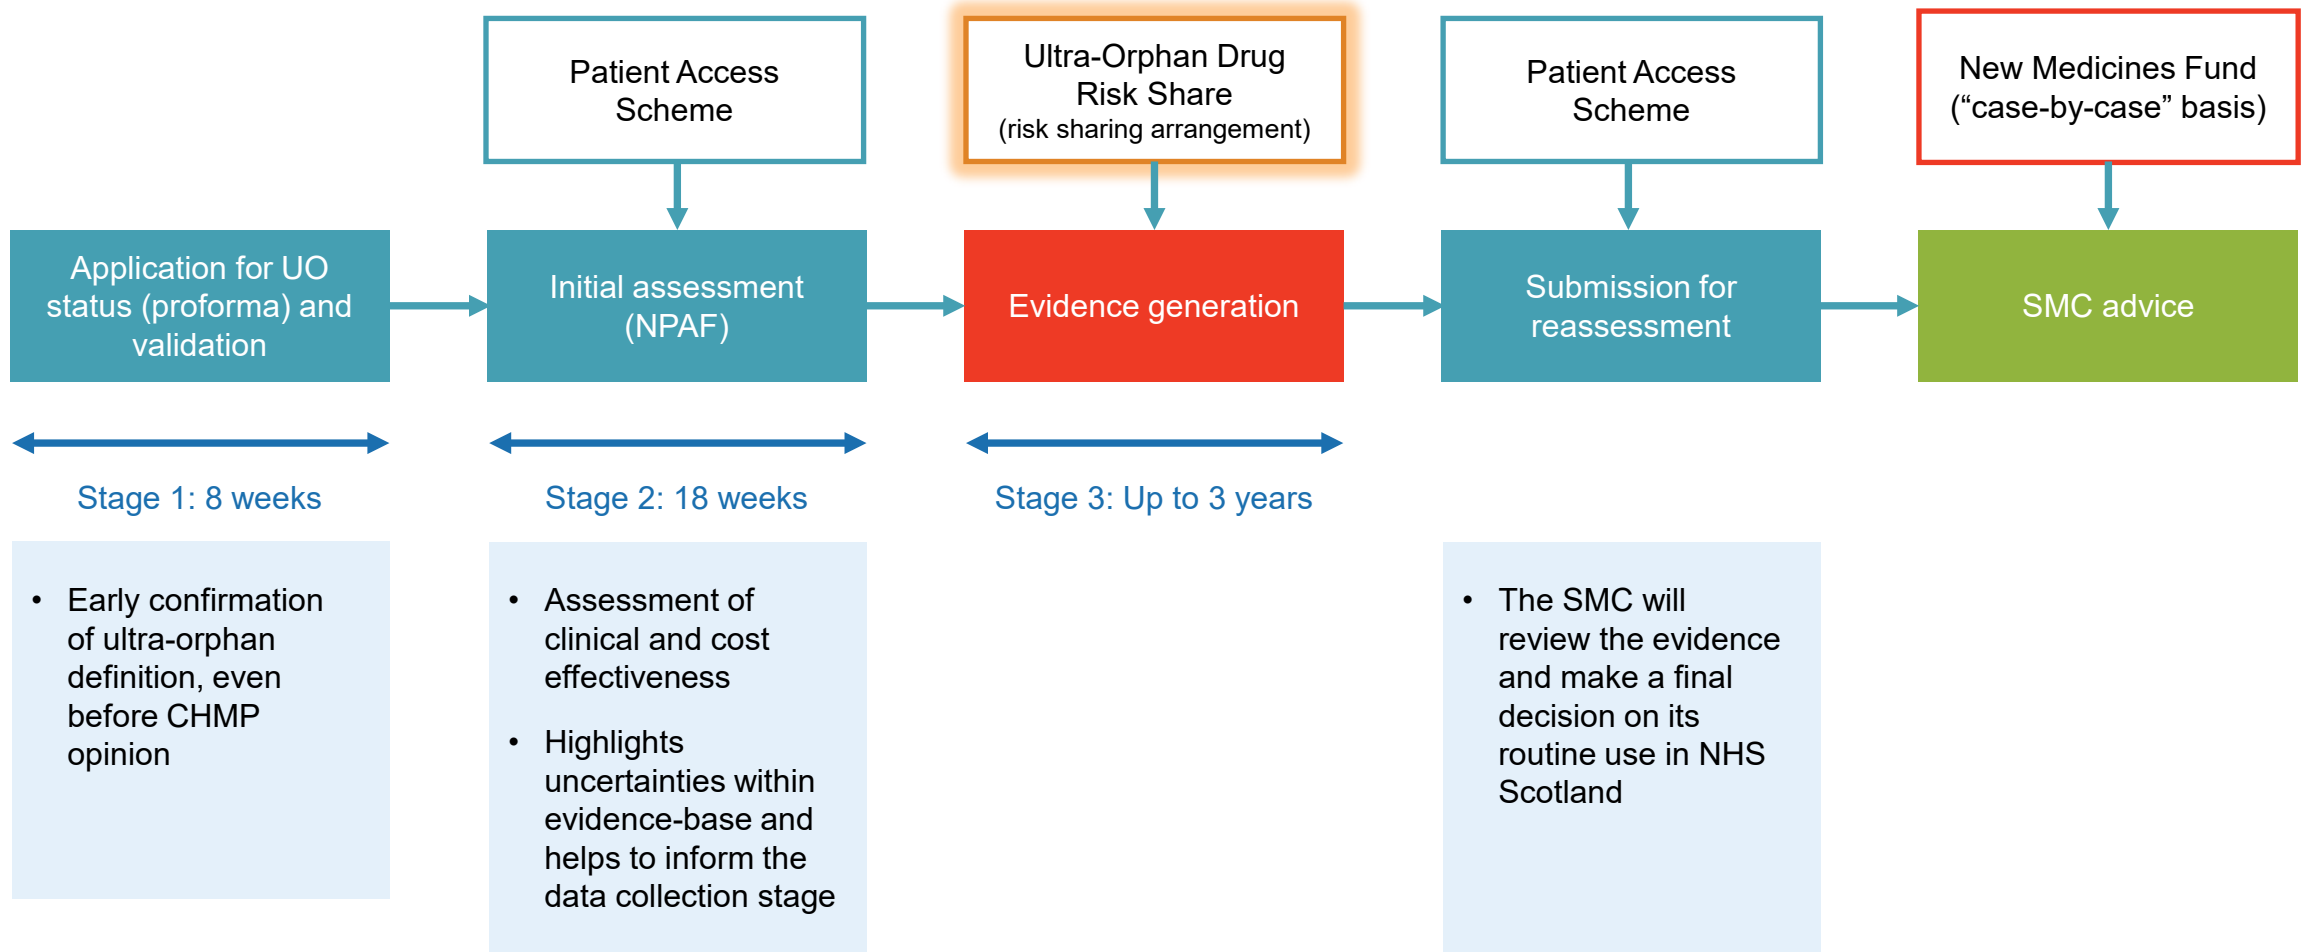 Patient Access
Scheme
Ultra-Orphan Drug
Risk Share
(risk sharing arrangement)
Patient Access
Scheme
New Medicines Fund
(“case-by-case” basis)
Application for UO
status (proforma) and
validation
Initial assessment
(NPAF)
Evidence generation
Submission for
reassessment
SMC advice
Stage 1: 8 weeks
Stage 2: 18 weeks
Stage 3: Up to 3 years
• Early confirmation
of ultra-orphan
definition, even
before CHMP
opinion
• Assessment of
clinical and cost
effectiveness
• Highlights
uncertainties within
evidence-base and
helps to inform the
data collection stage
• The SMC will
review the evidence
and make a final
decision on its
routine use in NHS
Scotland